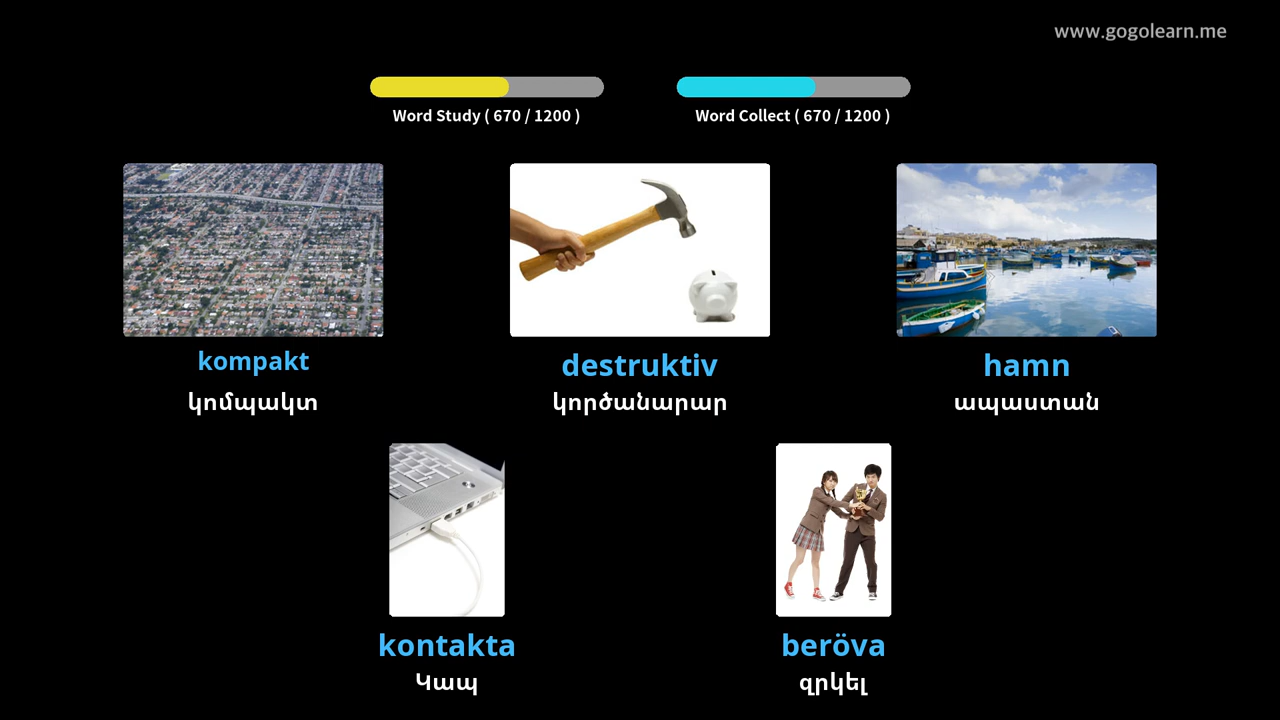 www.gogolearn.me
Word Study ( 670 / 1200 )
Word Collect ( 670 / 1200 )
kompakt
կոմպակտ
destruktiv
կործանարար
hamn
ապաստան
kontakta
Կապ
beröva
զրկել